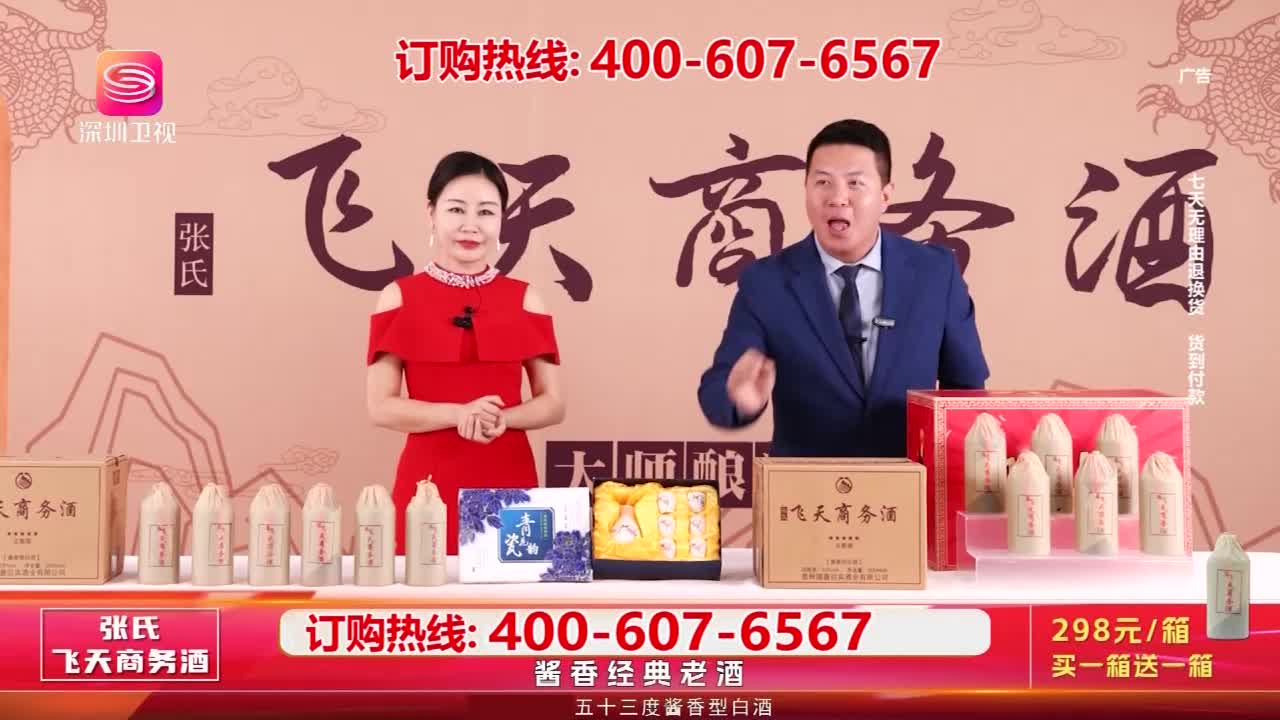 订购热线: 400-607-6567
广告
深圳卫视
张氏
飞天商务酒
七天无理由退换货 货到付款
大师酿
飞天商务酒
青瓷韵
飞天商务酒
订购热线: 400-607-6567
张氏
飞天商务酒
酱香经典老酒
298元/箱
买一箱送一箱
五十三度酱香型白酒